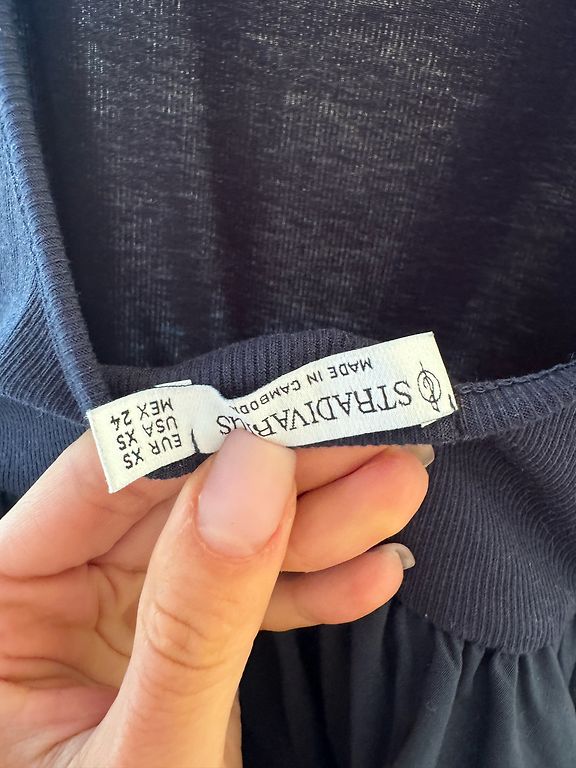 STRADIVARIUS
MADE IN CAMBODI
EUR XS
USA XS
MEX 24